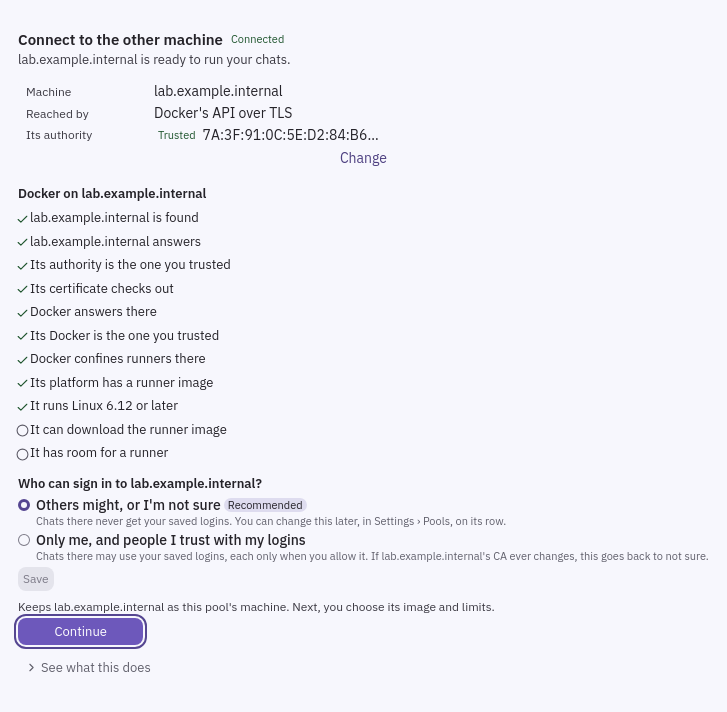 Connect to the other machine Connected
lab.example.internal is ready to run your chats.
Machine lab.example.internal
Reached by Docker's API over TLS
Its authority Trusted 7A:3F:91:0C:5E:D2:84:B6…
Change
Docker on lab.example.internal
lab.example.internal is found
lab.example.internal answers
Its authority is the one you trusted
Its certificate checks out
Docker answers there
Its Docker is the one you trusted
Docker confines runners there
Its platform has a runner image
It runs Linux 6.12 or later
It can download the runner image
It has room for a runner
Who can sign in to lab.example.internal?
Others might, or I'm not sure Recommended
Chats there never get your saved logins. You can change this later, in Settings › Pools, on its row.
Only me, and people I trust with my logins
Chats there may use your saved logins, each only when you allow it. If lab.example.internal's CA ever changes, this goes back to not sure.
Save
Keeps lab.example.internal as this pool's machine. Next, you choose its image and limits.
Continue
See what this does